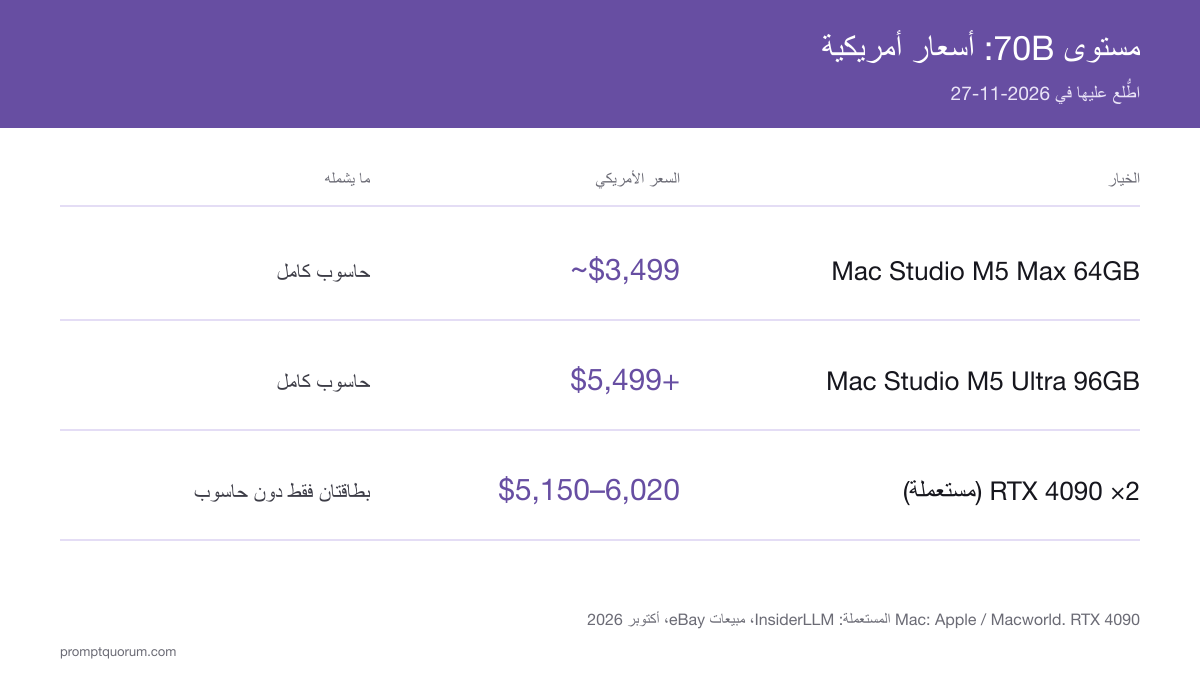 مستوى 70B: أسعار أمريكية
اطُّلع عليها في 2026-11-27
الخيار	السعر الأمريكي	ما يشمله
Mac Studio M5 Max 64GB	~$3,499	حاسوب كامل
Mac Studio M5 Ultra 96GB	$5,499+	حاسوب كامل
2× RTX 4090 (مستعملة)	$5,150–6,020	بطاقتان فقط دون حاسوب
Mac: Apple / Macworld. RTX 4090 المستعملة: InsiderLLM، مبيعات eBay، أكتوبر 2026
promptquorum.com